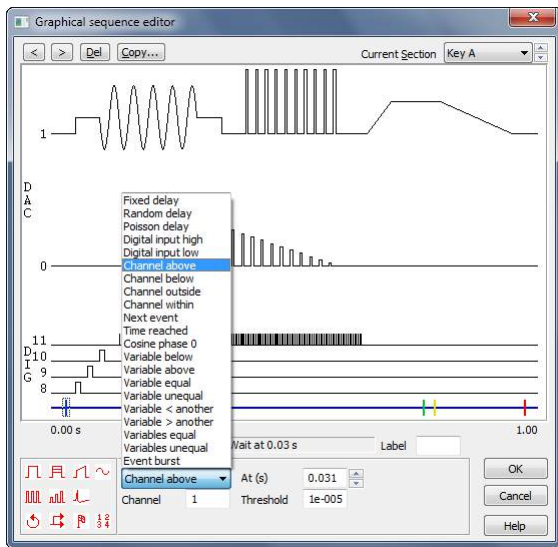 Graphical sequence editor
< > Del Copy... Current Section Key A
1
D
A
C
0
11
D 10
I 9
G 8
Fixed delay
Random delay
Poisson delay
Digital input high
Digital input low
Channel above
Channel below
Channel outside
Channel within
Next event
Time reached
Cosine phase 0
Variable below
Variable above
Variable equal
Variable unequal
Variable < another
Variable > another
Variables equal
Variables unequal
Event burst
0.00 s 1.00
Wait at 0.03 s Label
Channel above At (s) 0.031
Channel 1 Threshold 1e-005
1 2
3 4
OK
Cancel
Help